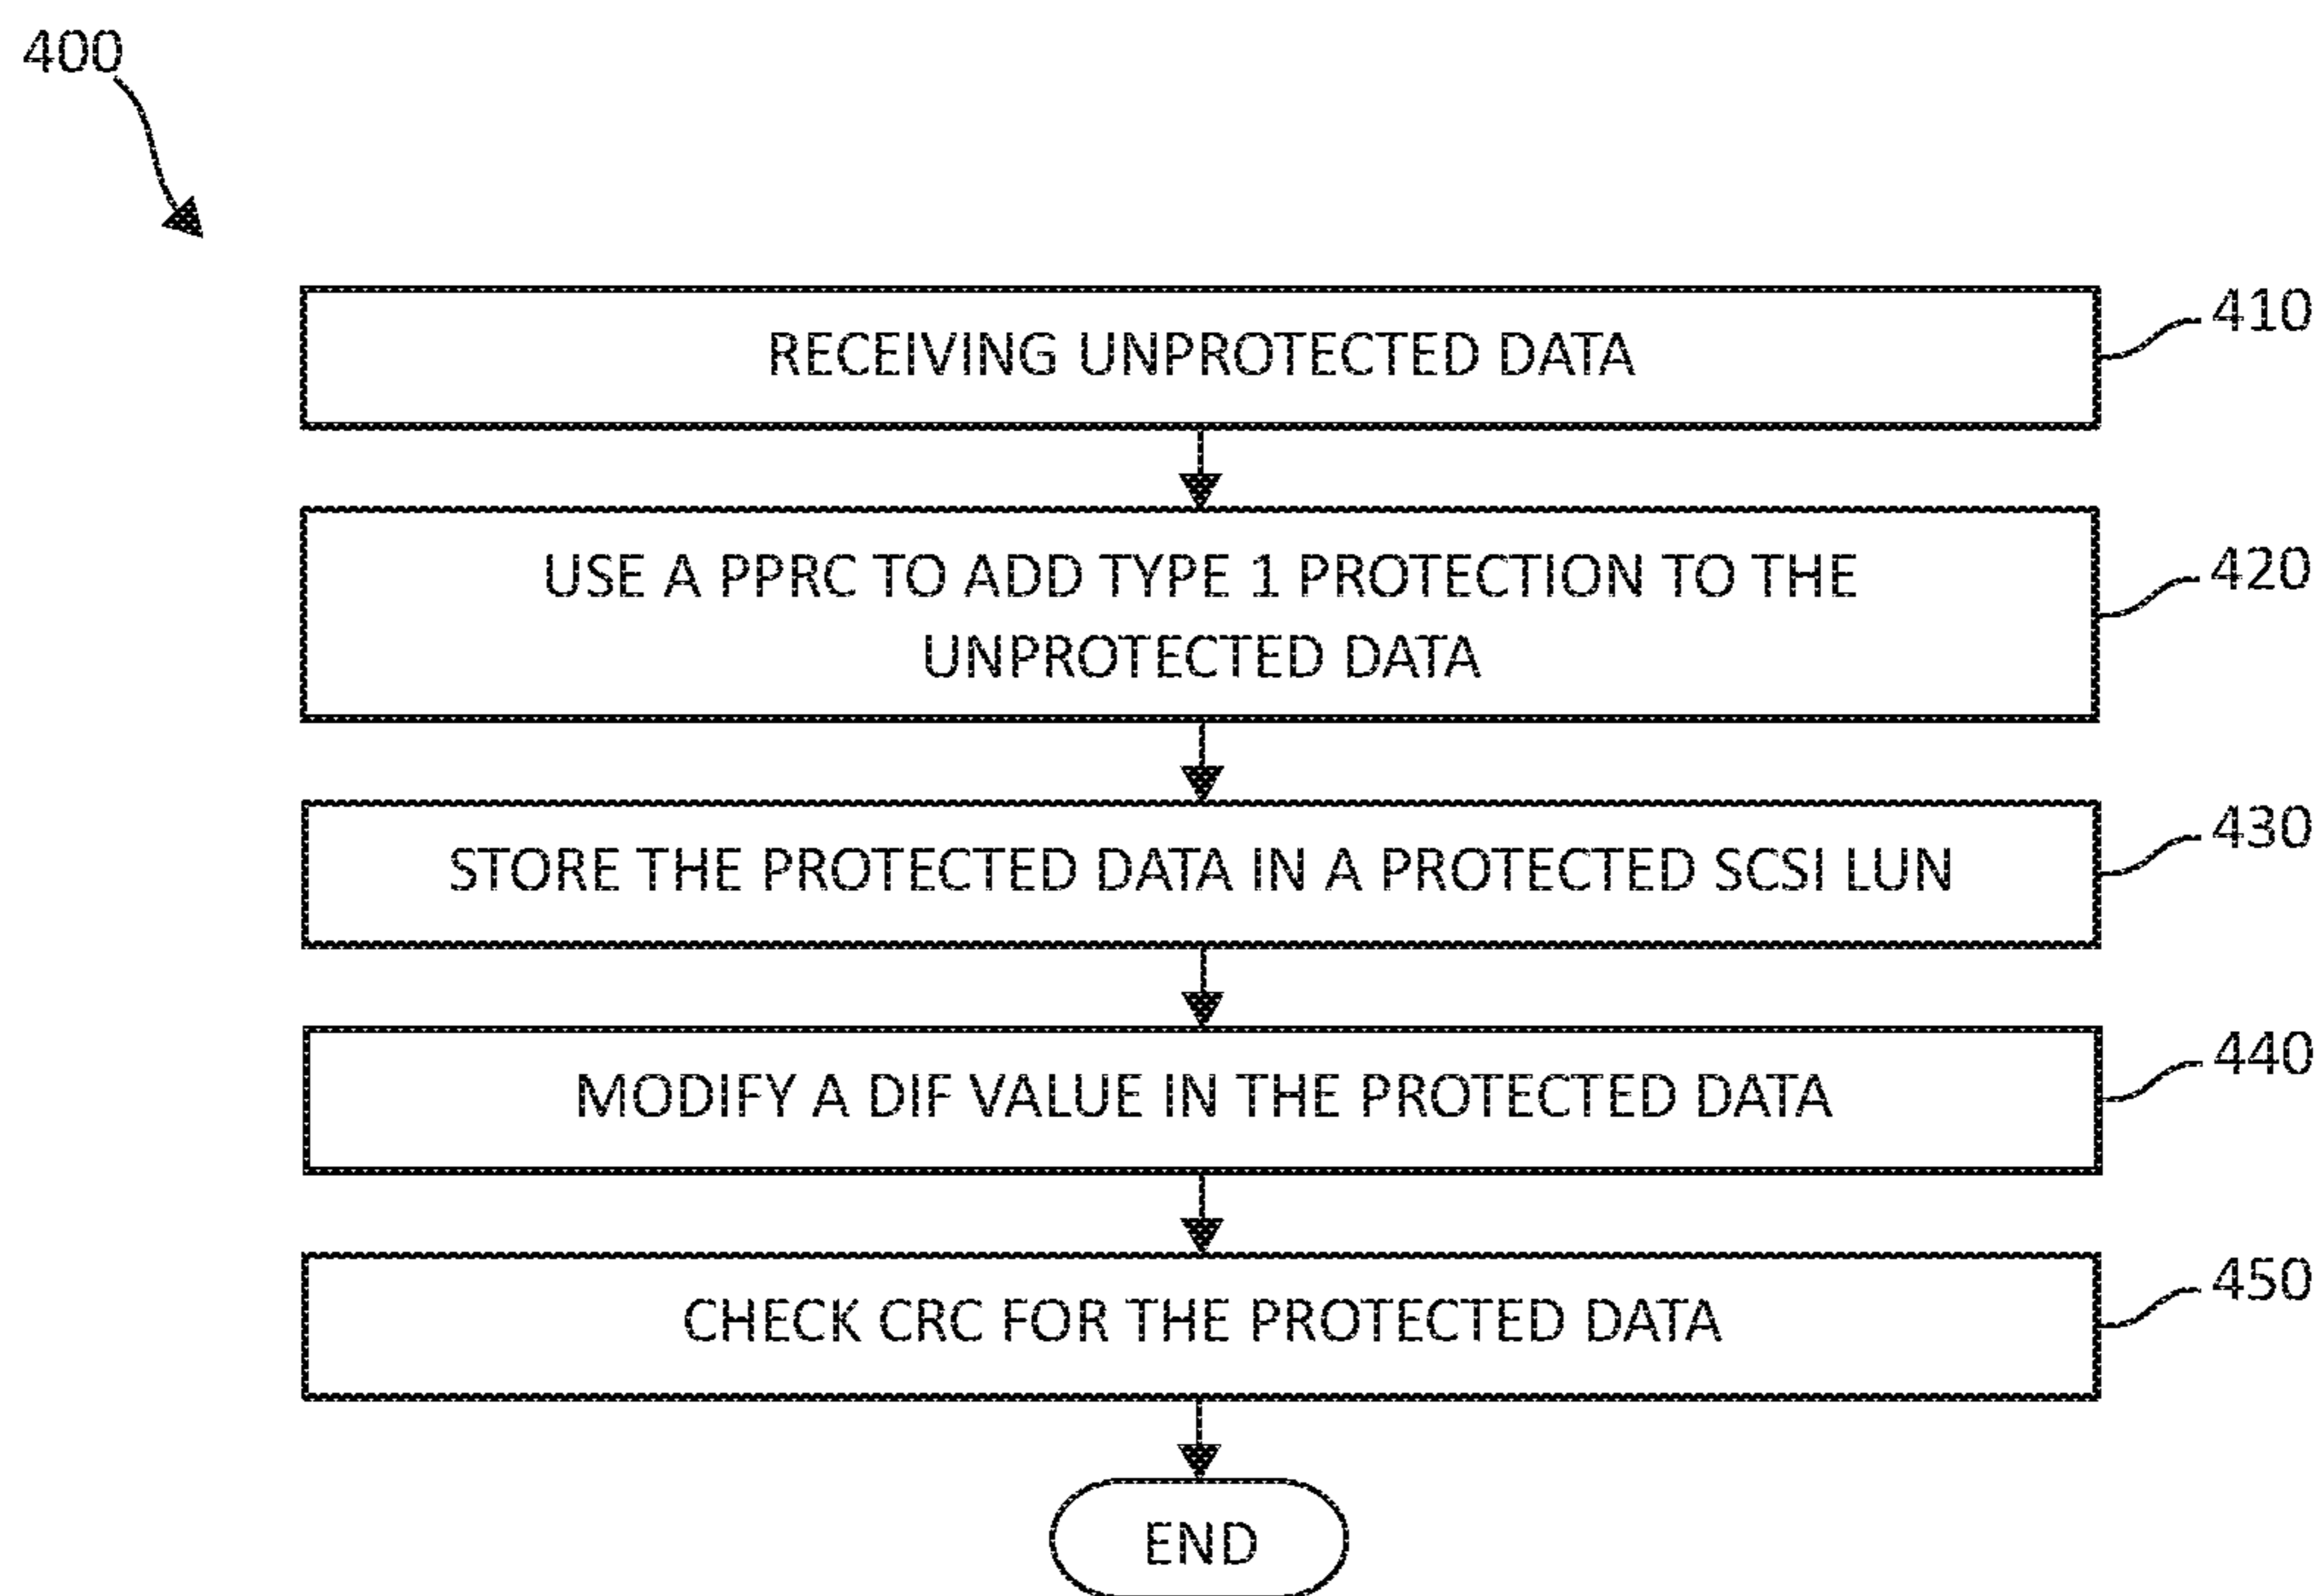 400
RECEIVING UNPROTECTED DATA
410
USE A PPRC TO ADD TYPE 1 PROTECTION TO THE
UNPROTECTED DATA
420
STORE THE PROTECTED DATA IN A PROTECTED SCSI LUN
430
MODIFY A DIF VALUE IN THE PROTECTED DATA
440
CHECK CRC FOR THE PROTECTED DATA
450
END